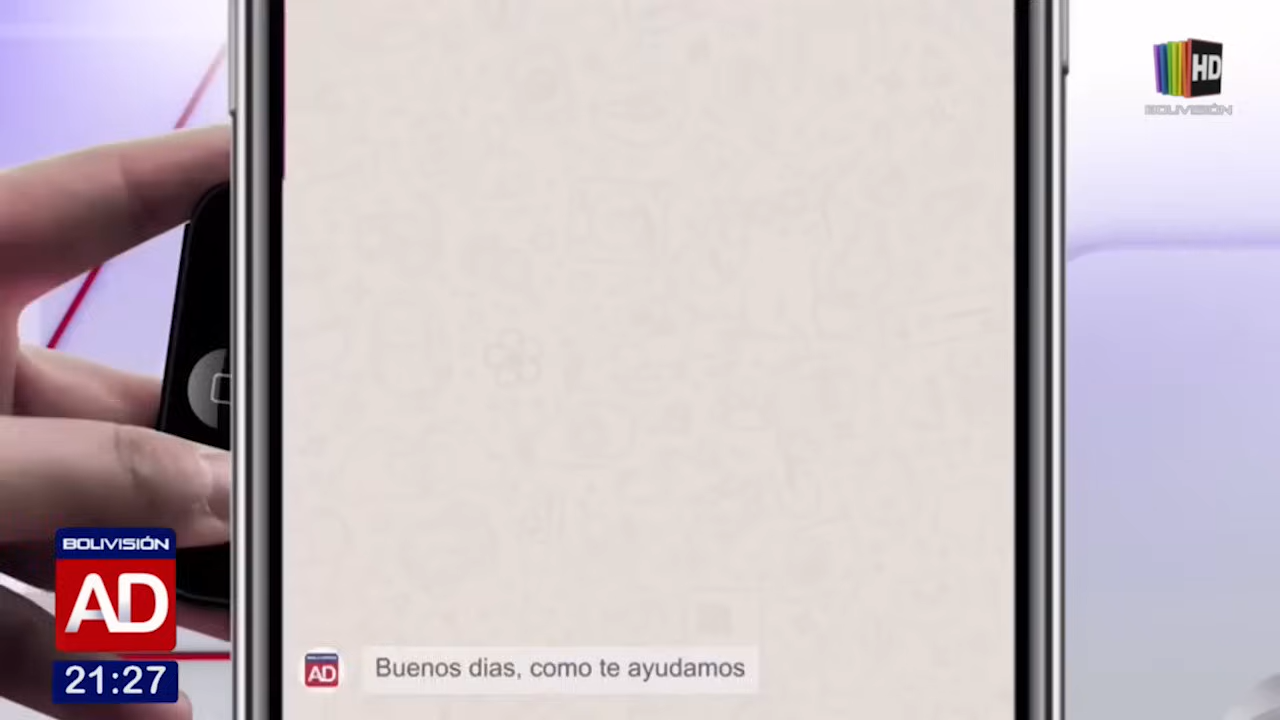 HD
BOLIVISIÓN
BOLIVISIÓN
AD
21:27
AD
Buenos dias, como te ayudamos